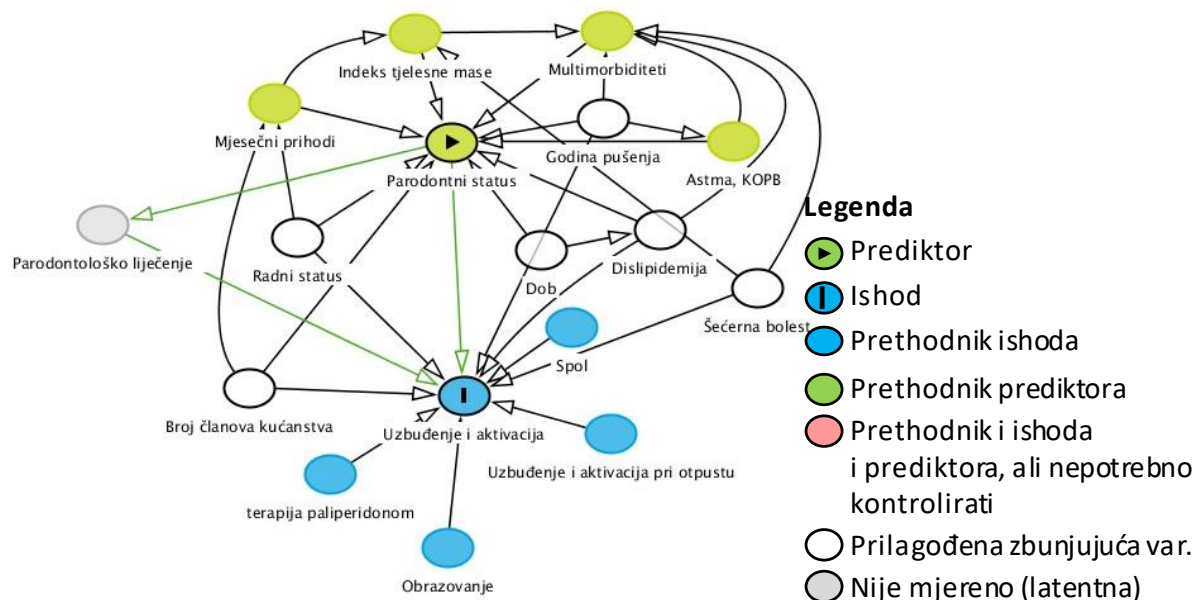 Indeks tjelesne mase
Multimorbiditeti
Mjesečni prihodi
Godina pušenja
Parodontni status
Astma, KOPB
Parodontološko liječenje
Radni status
Dob
Dislipidemija
Šećerna bolest
Spol
Broj članova kućanstva
Uzbuđenje i aktivacija
Uzbuđenje i aktivacija pri otpustu
terapija paliperidonom
Obrazovanje
Legenda
Prediktor
Ishod
Prethodnik ishoda
Prethodnik prediktora
Prethodnik i ishoda
i prediktora, ali nepotrebno
kontrolirati
Prilagođena zbunjujuća var.
Nije mjereno (latentna)